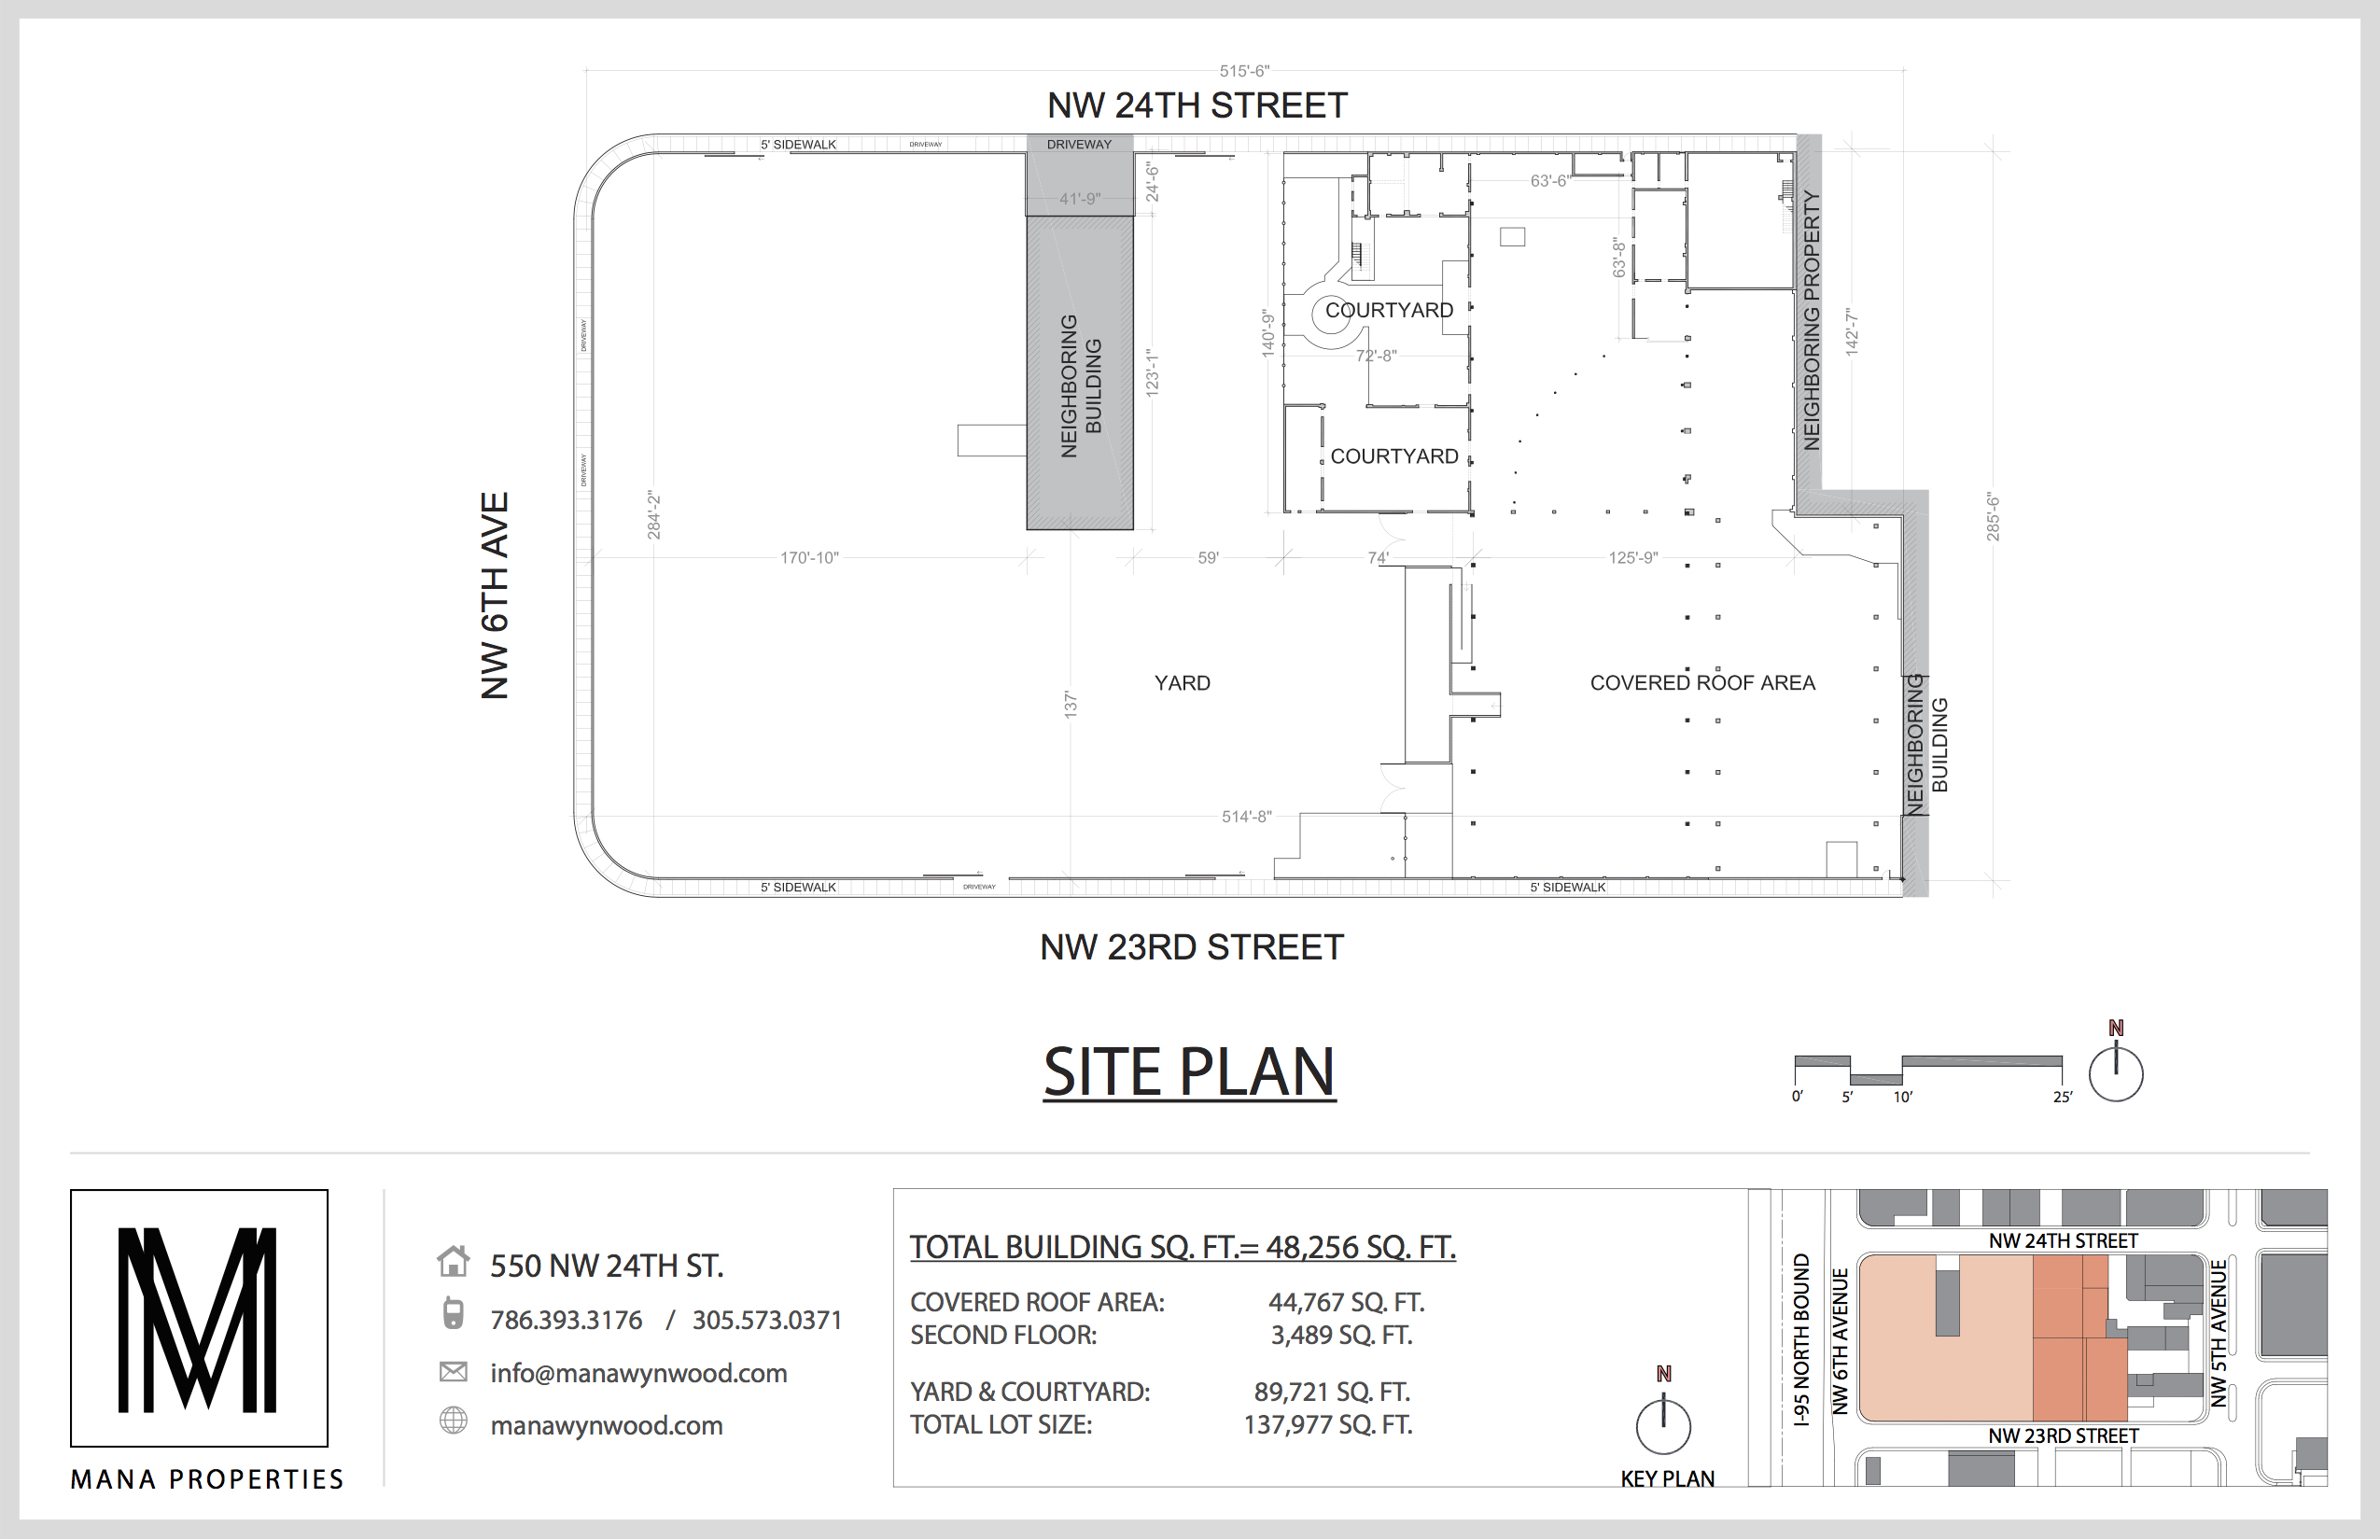 515'-6"
NW 24TH STREET
5' SIDEWALK
DRIVEWAY
DRIVEWAY
24'-6"
41'-9"
63'-6"
63'-8"
NEIGHBORING PROPERTY
142'-7"
285'-6"
DRIVEWAY
DRIVEWAY
NEIGHBORING
BUILDING
123'-1"
140'-9"
COURTYARD
72'-8"
COURTYARD
NW 6TH AVE
284'-2"
170'-10"
59'
74'
125'-9"
137'
YARD
COVERED ROOF AREA
NEIGHBORING
BUILDING
514'-8"
5' SIDEWALK
DRIVEWAY
5' SIDEWALK
NW 23RD STREET
SITE PLAN
0' 5' 10' 25'
N
MANA PROPERTIES
550 NW 24TH ST.
786.393.3176 / 305.573.0371
info@manawynwood.com
manawynwood.com
TOTAL BUILDING SQ. FT.= 48,256 SQ. FT.
COVERED ROOF AREA: 44,767 SQ. FT.
SECOND FLOOR: 3,489 SQ. FT.
YARD & COURTYARD: 89,721 SQ. FT.
TOTAL LOT SIZE: 137,977 SQ. FT.
N
KEY PLAN
I-95 NORTH BOUND
NW 6TH AVENUE
NW 24TH STREET
NW 5TH AVENUE
NW 23RD STREET